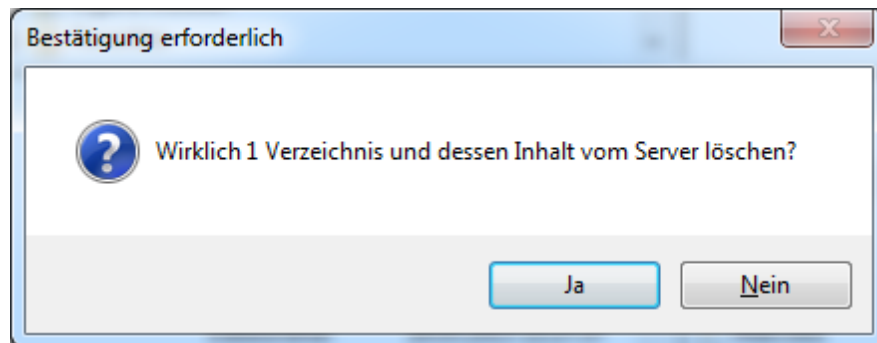 Bestätigung erforderlich
Wirklich 1 Verzeichnis und dessen Inhalt vom Server löschen?
Ja
Nein